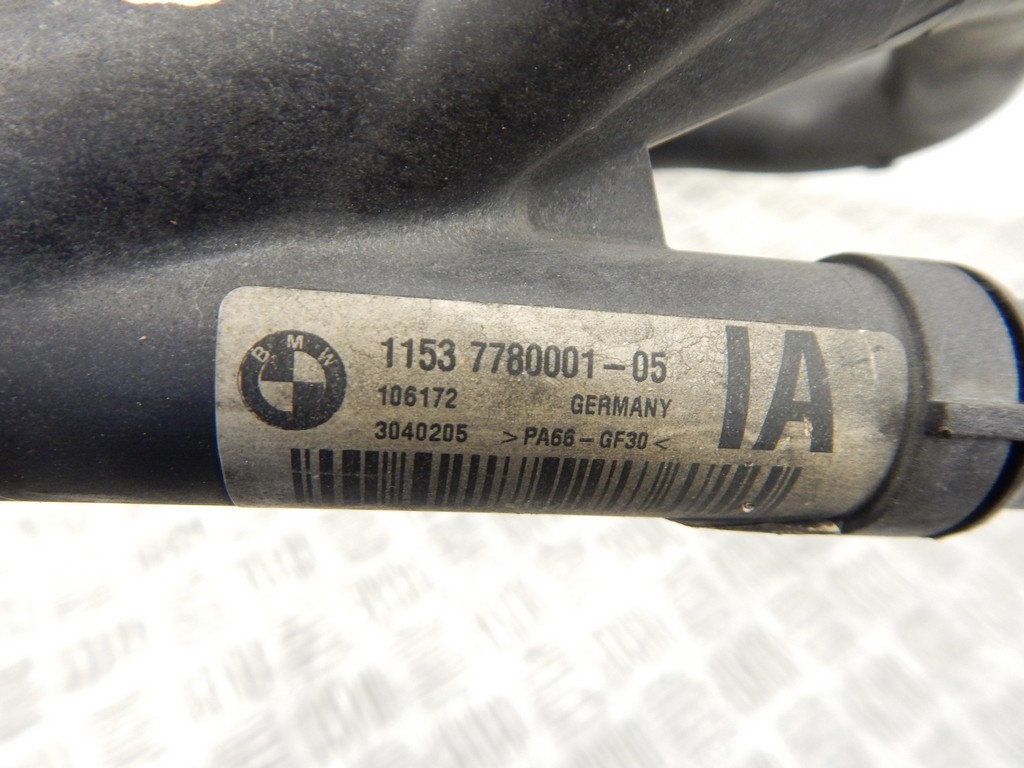 BMW
1153 7780001-05
IA
106172 GERMANY
3040205 >PA66-GF30<